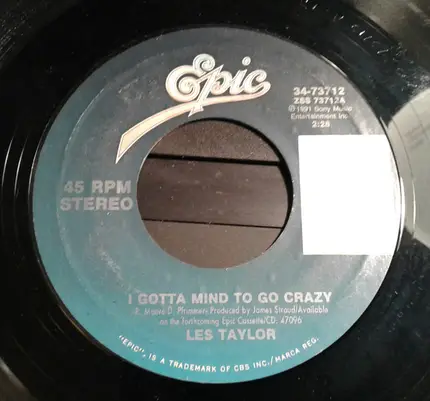 Epic
34-73712
ZSS 73712A
℗ 1991 Sony Music
Entertainment Inc
2:28
45 RPM
STEREO
I GOTTA MIND TO GO CRAZY
Produced by James Stroud/Available
on the Forthcoming Epic Cassette/CD: 47096
LES TAYLOR
"EPIC", IS A TRADEMARK OF CBS INC./MARCA REG.